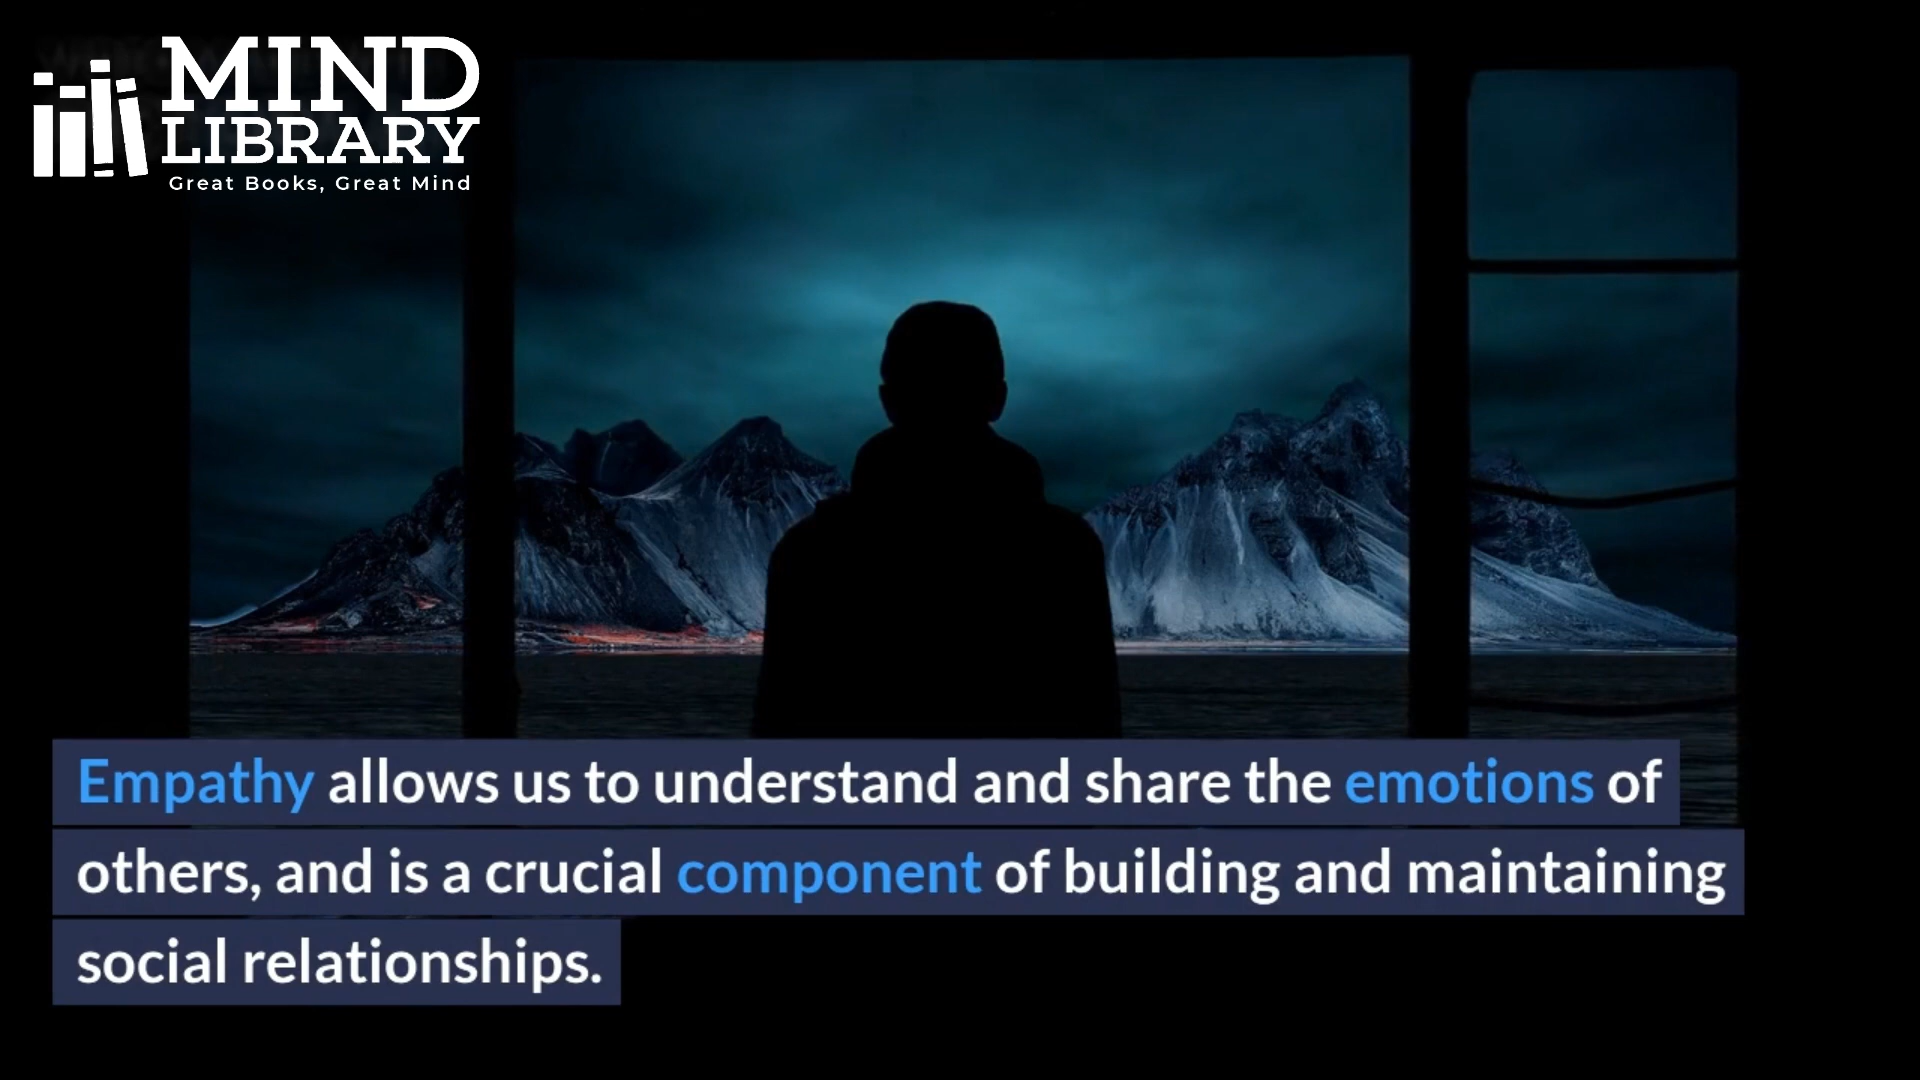 MIND
LIBRARY
Great Books, Great Mind
Empathy allows us to understand and share the emotions of
others, and is a crucial component of building and maintaining
social relationships.